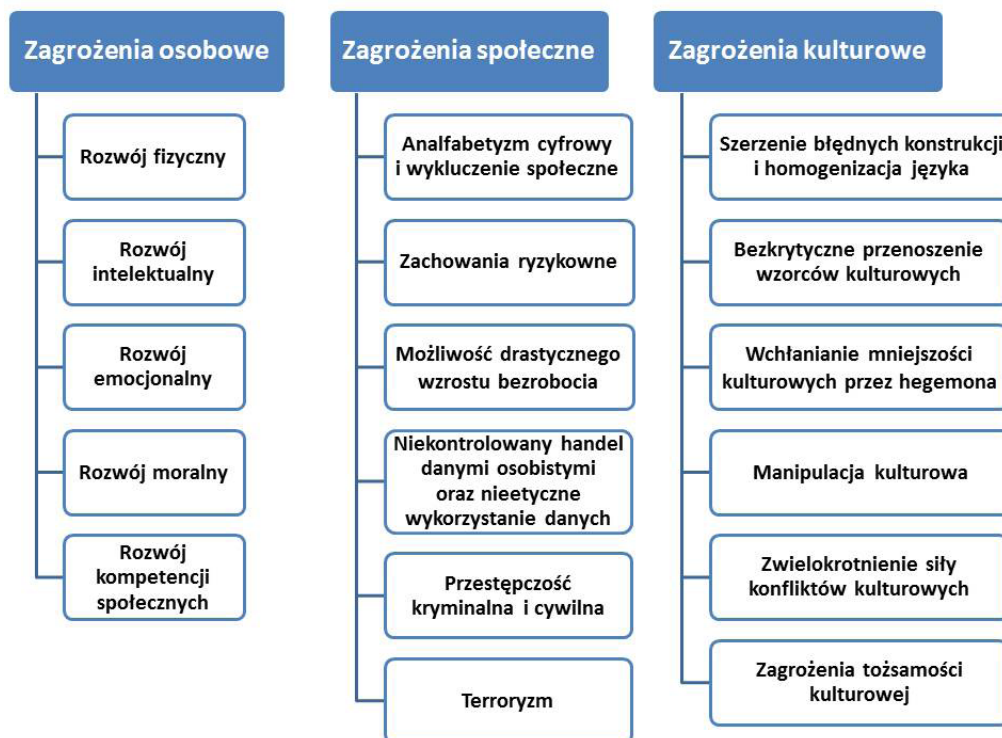 Zagrożenia osobowe
Rozwój fizyczny
Rozwój
intelektualny
Rozwój
emocjonalny
Rozwój moralny
Rozwój
kompetencji
społecznych
Zagrożenia społeczne
Analfabetyzm cyfrowy
i wykluczenie społeczne
Zachowania ryzykowne
Możliwość drastycznego
wzrostu bezrobocia
Niekontrolowany handel
danymi osobistymi
oraz nieetyczne
wykorzystanie danych
Przestępczość
kryminalna i cywilna
Terroryzm
Zagrożenia kulturowe
Szerzenie błędnych konstrukcji
i homogenizacja języka
Bezkrytyczne przenoszenie
wzorców kulturowych
Wchłanianie mniejszości
kulturowych przez hegemona
Manipulacja kulturowa
Zwielokrotnienie siły
konfliktów kulturowych
Zagrożenia tożsamości
kulturowej